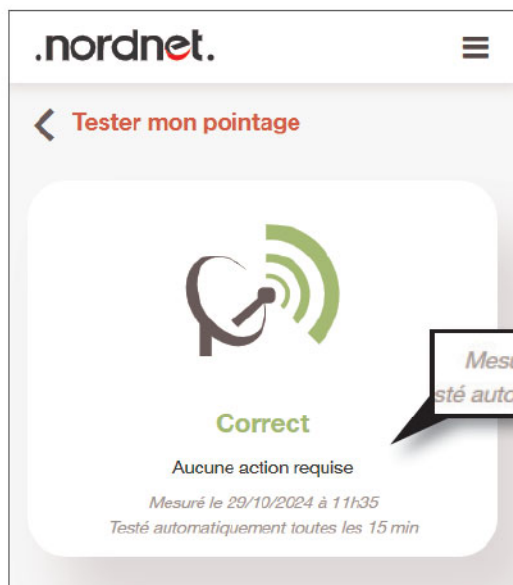 .nordnet.
Tester mon pointage
Correct
Aucune action requise
Mesuré le 29/10/2024 à 11h35
Testé automatiquement toutes les 15 min